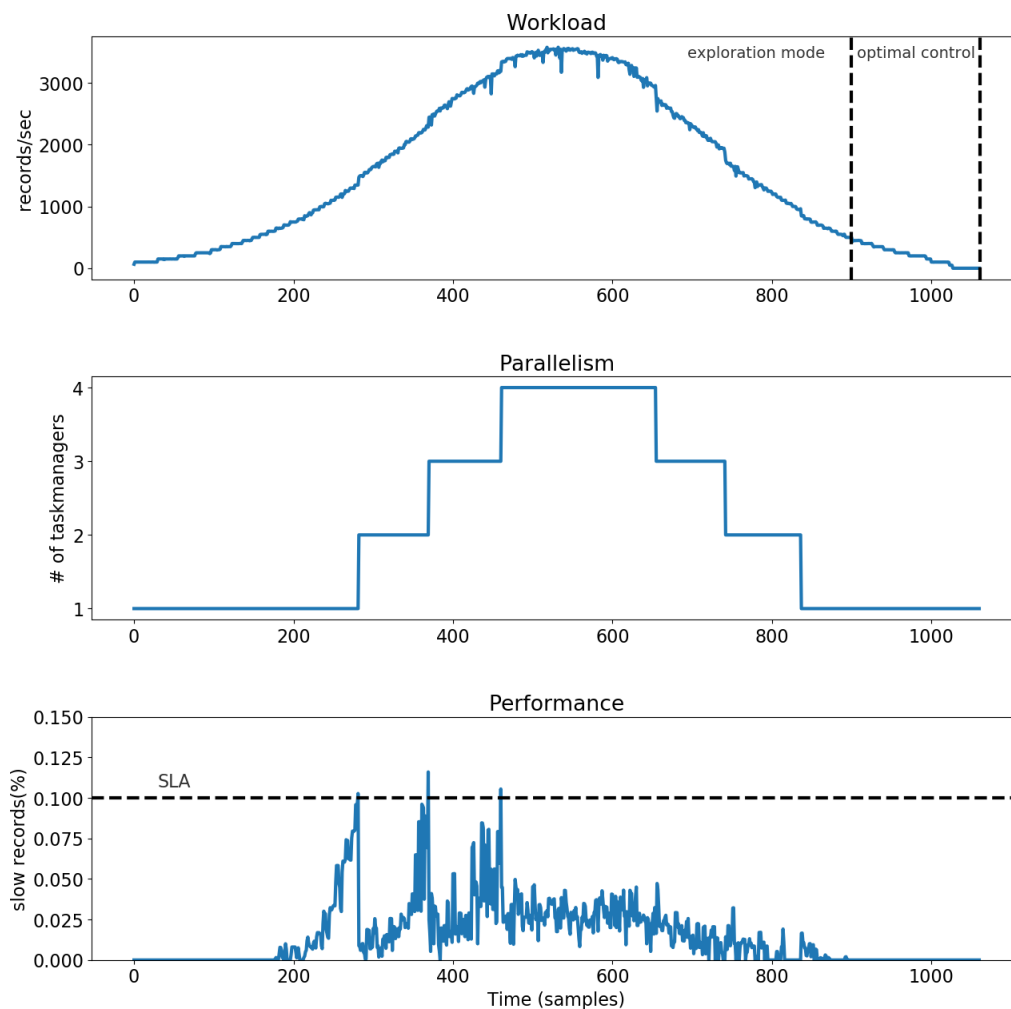 Workload
exploration mode
optimal control
records/sec
3000
2000
1000
0
0 200 400 600 800 1000
Parallelism
# of taskmanagers
4
3
2
1
0 200 400 600 800 1000
Performance
slow records(%)
0.150
0.125
SLA
0.100
0.075
0.050
0.025
0.000
0 200 400 600 800 1000
Time (samples)